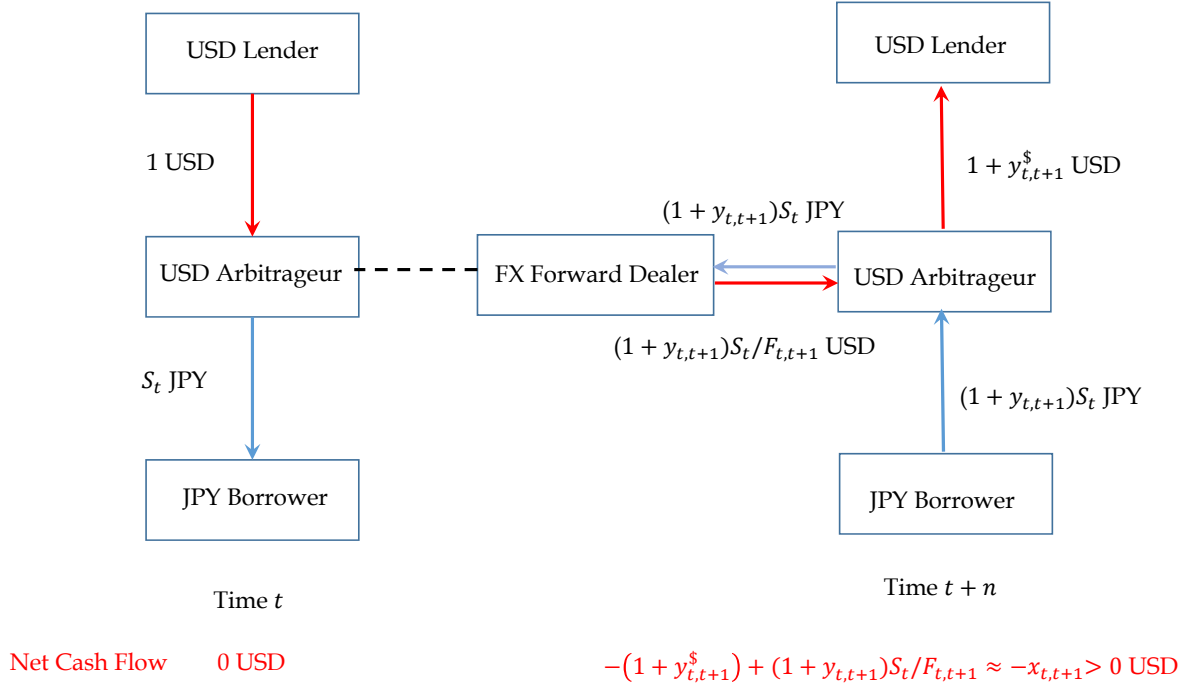 USD Lender
USD Lender
1 USD
1 + y^$_{t,t+1} USD
(1 + y_{t,t+1})S_t JPY
USD Arbitrageur
FX Forward Dealer
USD Arbitrageur
(1 + y_{t,t+1})S_t/F_{t,t+1} USD
S_t JPY
(1 + y_{t,t+1})S_t JPY
JPY Borrower
JPY Borrower
Time t
Time t + n
Net Cash Flow 0 USD
−(1 + y^$_{t,t+1}) + (1 + y_{t,t+1})S_t/F_{t,t+1} ≈ −x_{t,t+1}> 0 USD